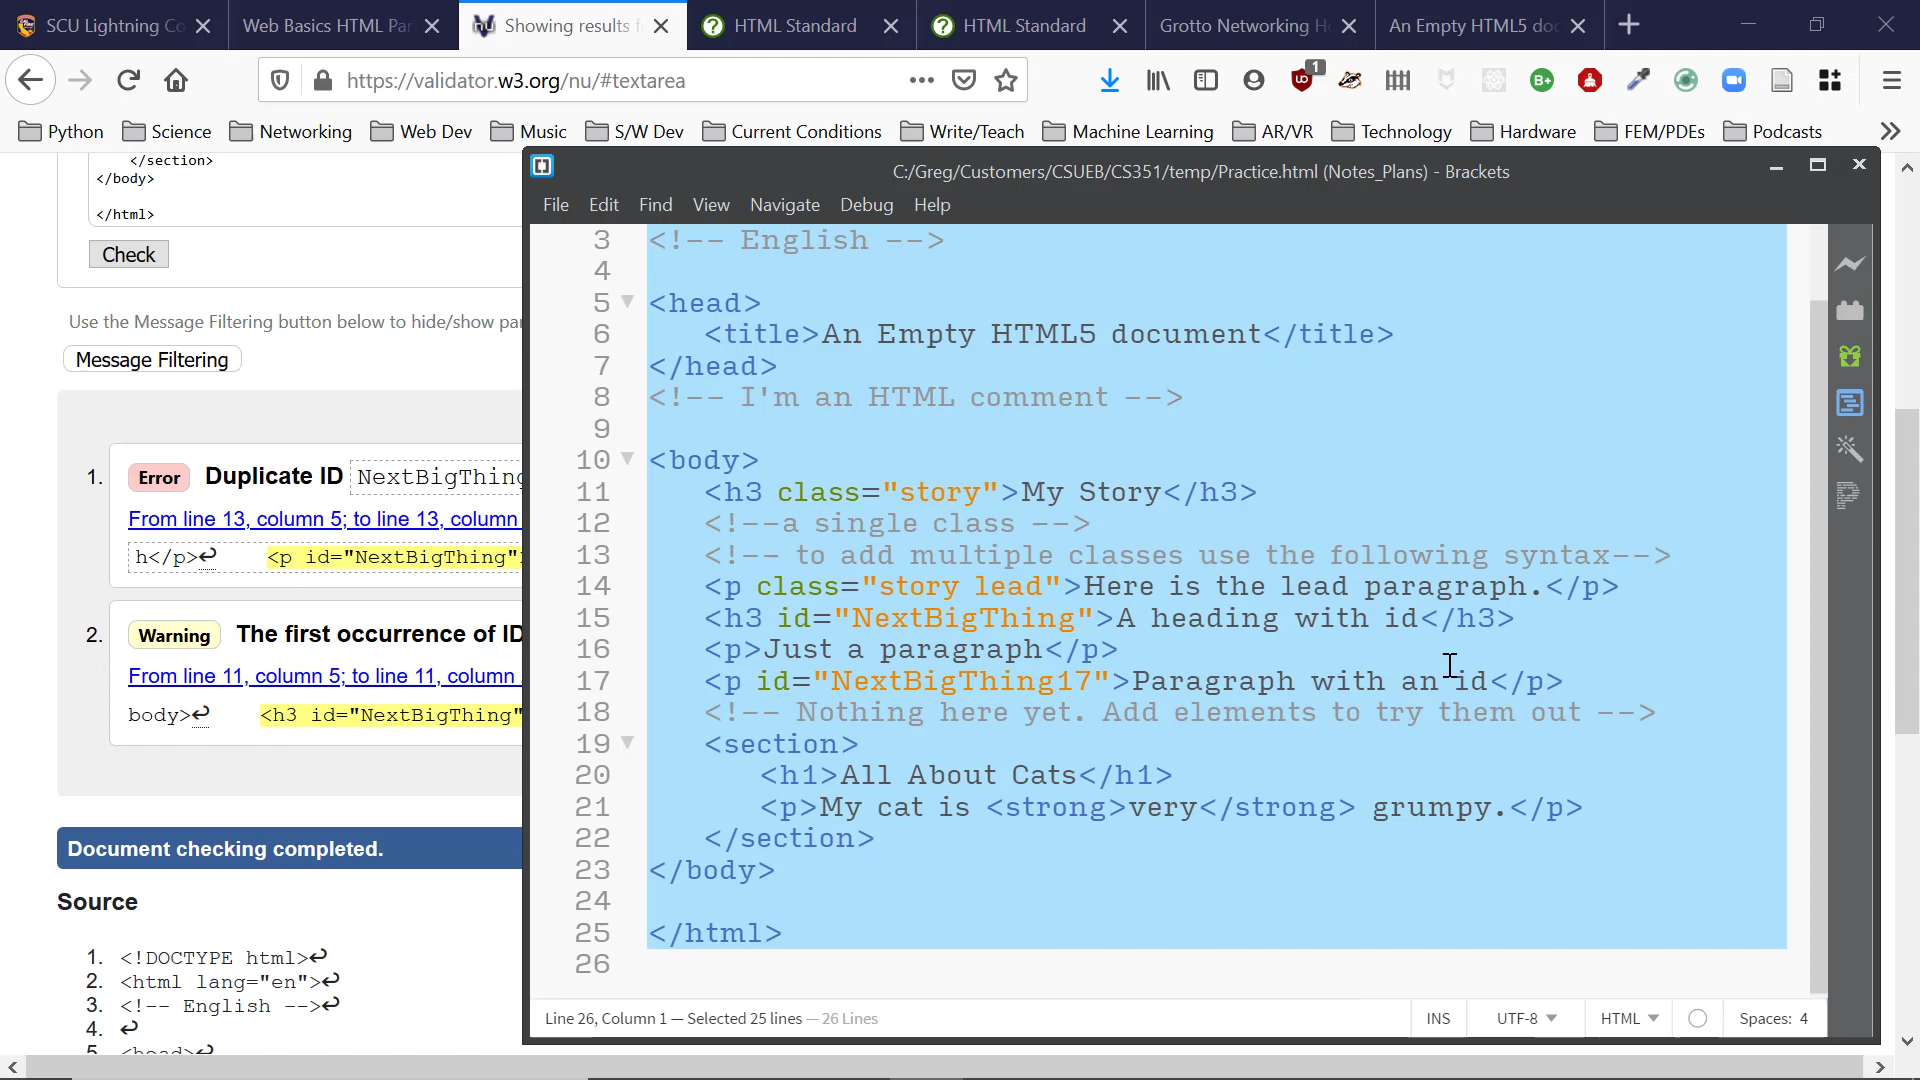 SCU Lightning Co
Web Basics HTML Par
Showing results f
HTML Standard
HTML Standard
Grotto Networking H
An Empty HTML5 doc
https://validator.w3.org/nu/#textarea
1
B+
Python
Science
Networking
Web Dev
Music
S/W Dev
Current Conditions
Write/Teach
Machine Learning
AR/VR
Technology
Hardware
FEM/PDEs
Podcasts
</section>
</body>
</html>
Check
Use the Message Filtering button below to hide/show pa
Message Filtering
1. Error Duplicate ID NextBigThing
From line 13, column 5; to line 13, column
h</p>↩ <p id="NextBigThing"
2. Warning The first occurrence of ID
From line 11, column 5; to line 11, column
body>↩ <h3 id="NextBigThing"
Document checking completed.
Source
1. <!DOCTYPE html>↩
2. <html lang="en">↩
3. <!-- English -->↩
4. ↩
5. <head>↩
C:/Greg/Customers/CSUEB/CS351/temp/Practice.html (Notes_Plans) - Brackets
File Edit Find View Navigate Debug Help
3 <!-- English -->
4
5 <head>
6 <title>An Empty HTML5 document</title>
7 </head>
8 <!-- I'm an HTML comment -->
9
10 <body>
11 <h3 class="story">My Story</h3>
12 <!--a single class -->
13 <!-- to add multiple classes use the following syntax-->
14 <p class="story lead">Here is the lead paragraph.</p>
15 <h3 id="NextBigThing">A heading with id</h3>
16 <p>Just a paragraph</p>
17 <p id="NextBigThing17">Paragraph with an id</p>
18 <!-- Nothing here yet. Add elements to try them out -->
19 <section>
20 <h1>All About Cats</h1>
21 <p>My cat is <strong>very</strong> grumpy.</p>
22 </section>
23 </body>
24
25 </html>
26
Line 26, Column 1 — Selected 25 lines — 26 Lines
INS
UTF-8
HTML
Spaces: 4